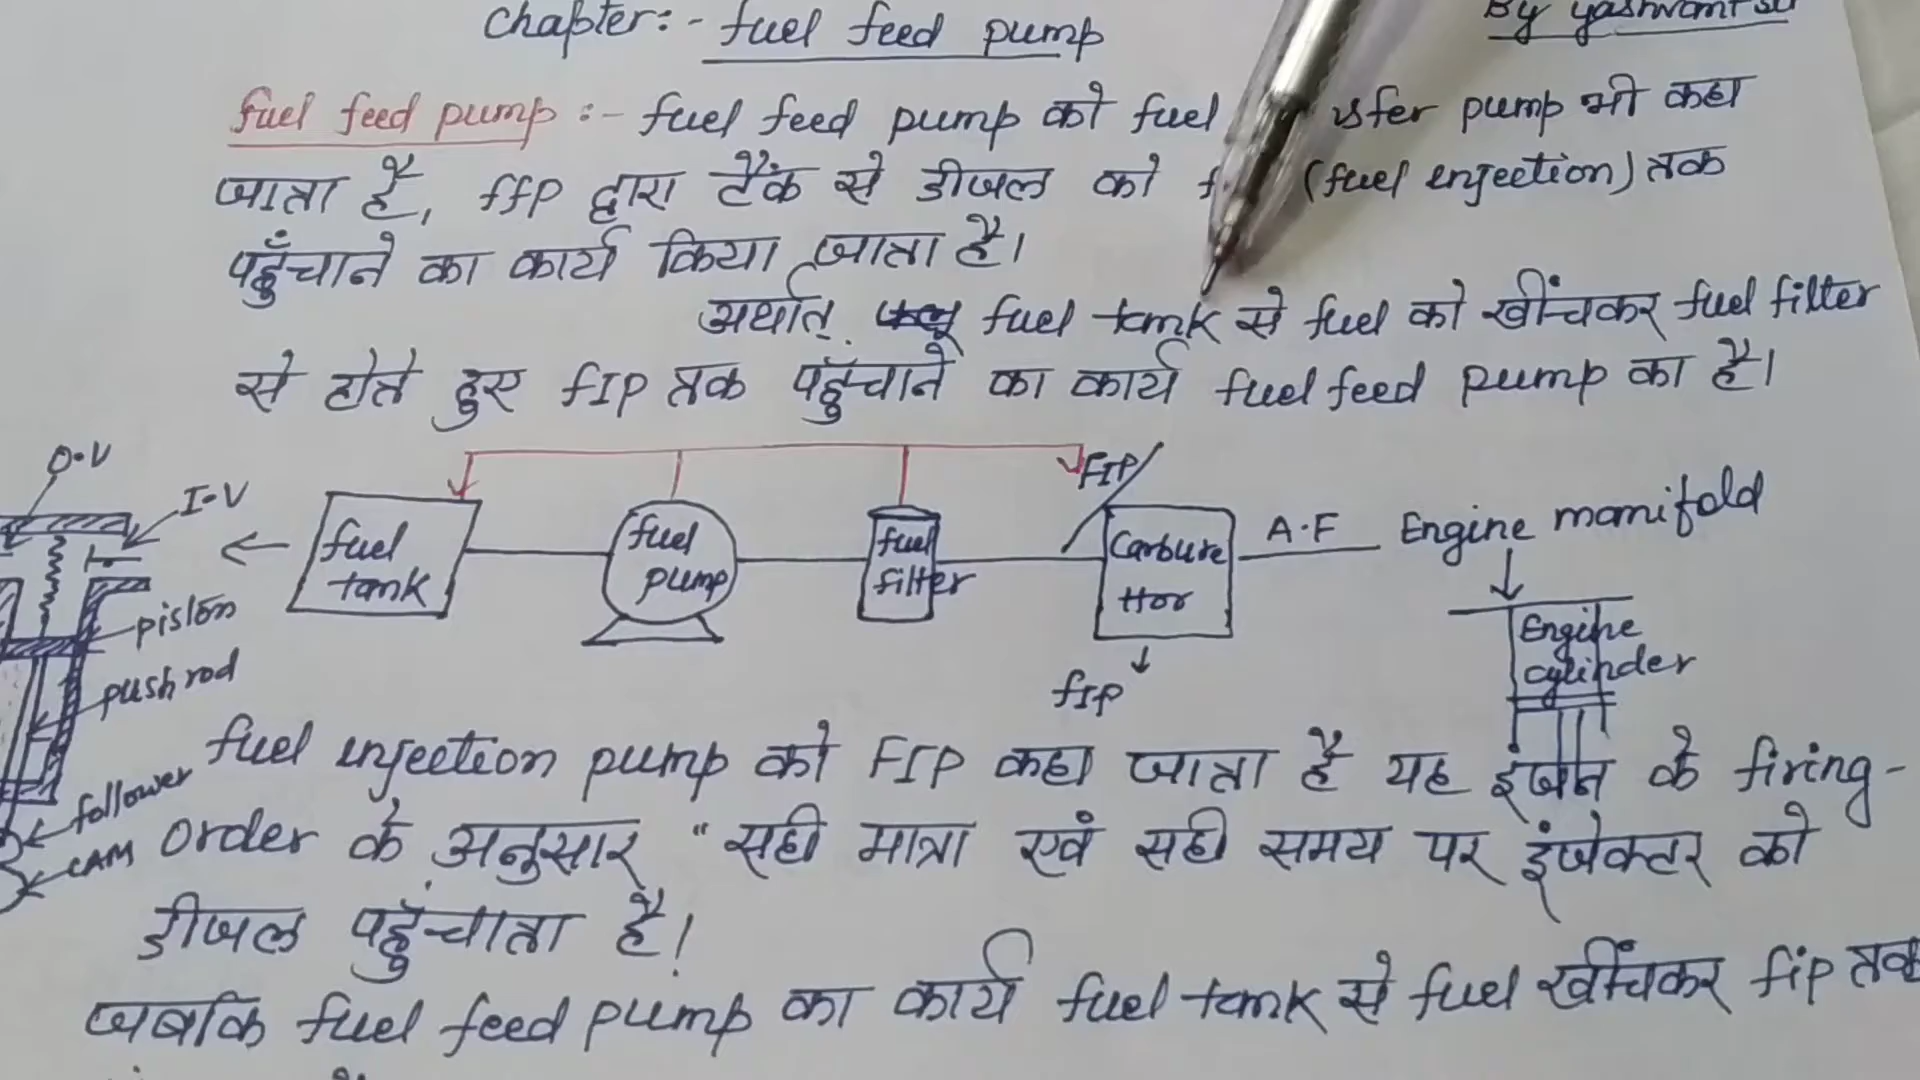 Chapter:- fuel feed pump
By
fuel feed pump :- fuel feed pump को fuel sfer pump भी कहा
जाता है, ffp द्वारा टैंक से डीजल को (fuel injection) तक
पहुँचाने का कार्य किया जाता है।
अर्थात् fuel tank से fuel को खींचकर fuel filter
से होते हुए fIp तक पहुँचाने का कार्य fuel feed pump का है।
O.V
I.V
piston
push rod
follower
CAM
fuel
tank
fuel
pump
fuel
filter
FIP
Carbure
ttor
fip
A.F
Engine manifold
Engine
cylinder
fuel injection pump को FIP कहा जाता है यह इंजन के firing-
order के अनुसार "सही मात्रा एवं सही समय पर इंजेक्टर को
डीजल पहुँचाता है।
जबकि fuel feed pump का कार्य fuel tank से fuel खींचकर fip तक